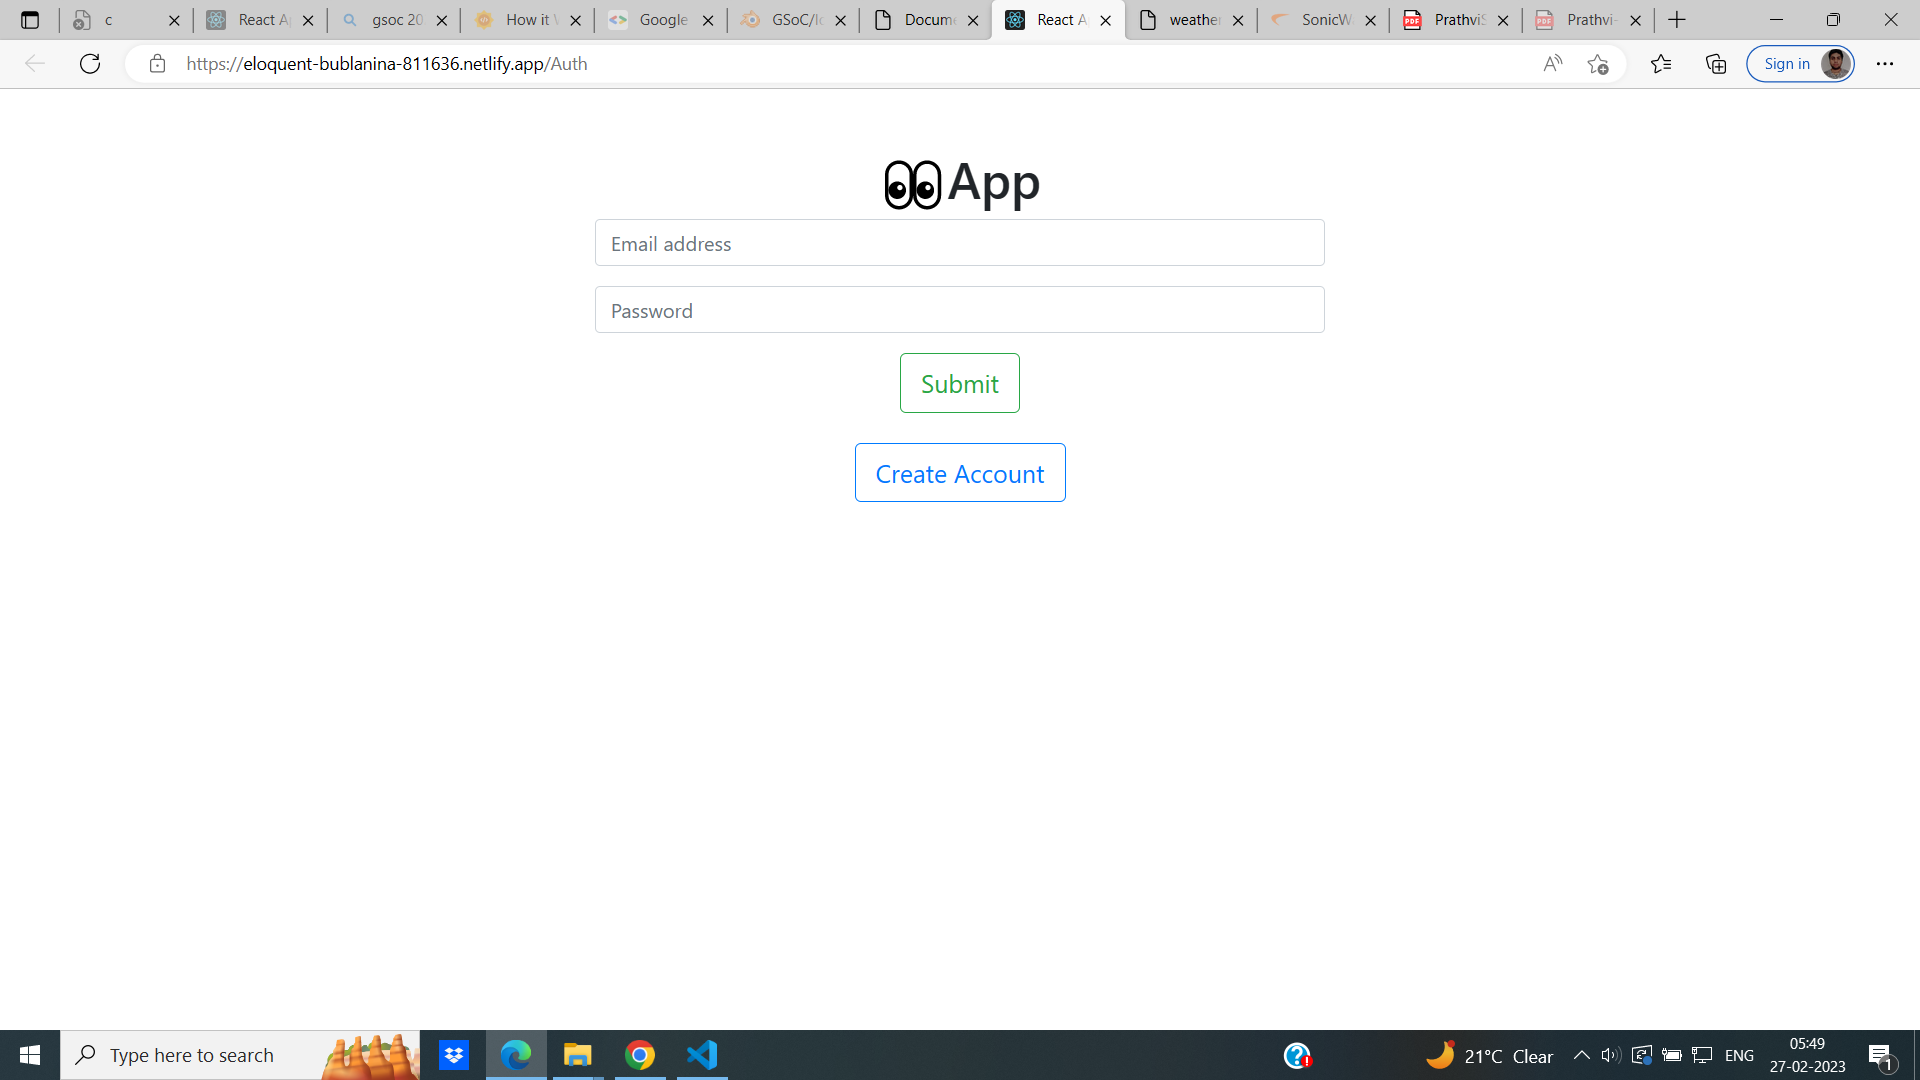 c
React A
gsoc 20
How it
Google
GSoC/I
Docume
React A
weather
SonicW
PrathviS
Prathvi-
https://eloquent-bublanina-811636.netlify.app/Auth
Sign in
App
Email address
Password
Submit
Create Account
Type here to search
21°C Clear
ENG
05:49
27-02-2023
1